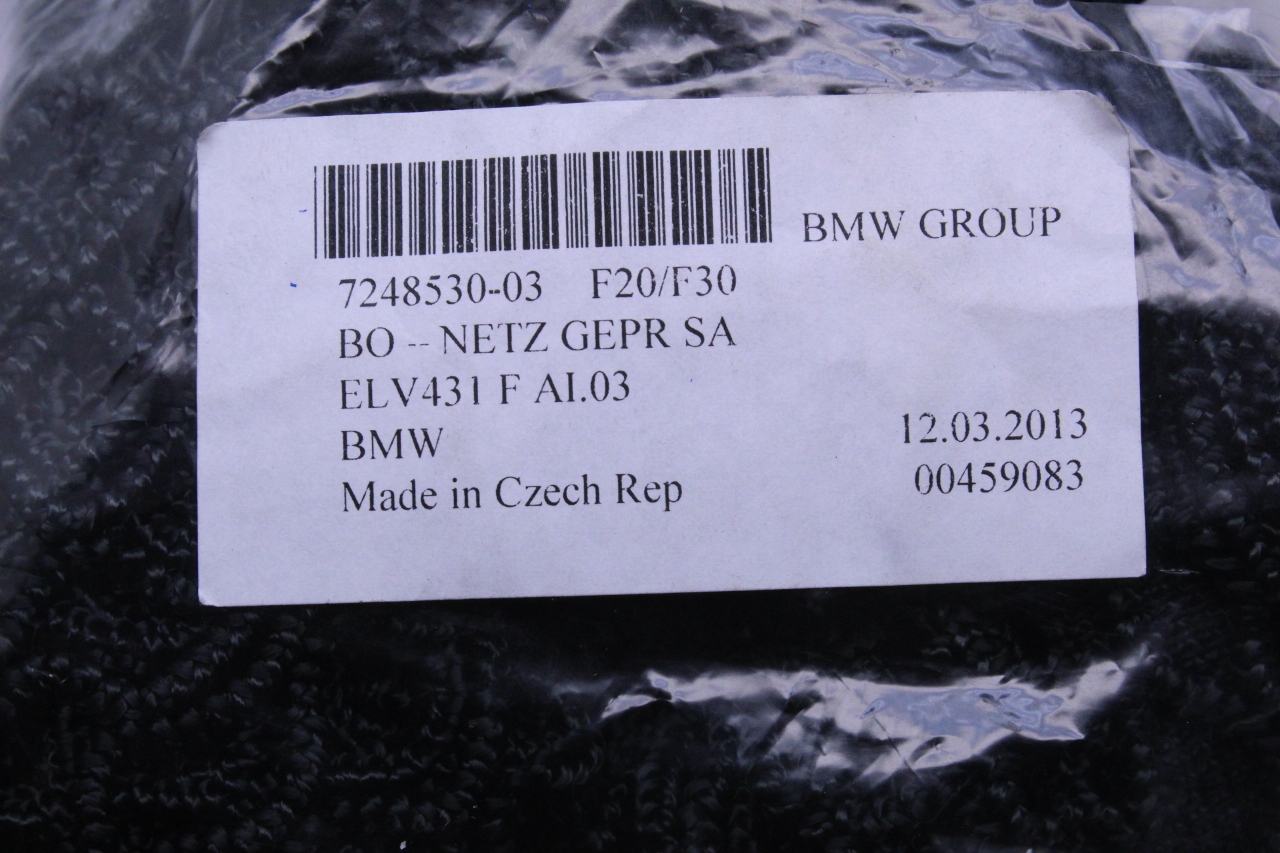 BMW GROUP
7248530-03 F20/F30
BO -- NETZ GEPR SA
ELV431 F AI.03
BMW 12.03.2013
Made in Czech Rep 00459083